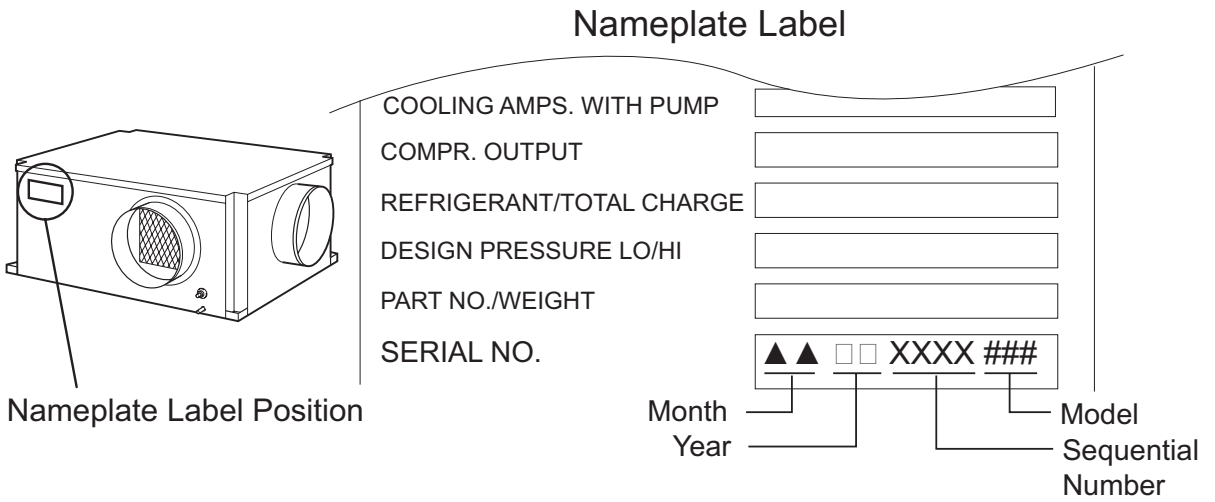 Nameplate Label
COOLING AMPS. WITH PUMP
COMPR. OUTPUT
REFRIGERANT/TOTAL CHARGE
DESIGN PRESSURE LO/HI
PART NO./WEIGHT
SERIAL NO. ▲▲ □□ XXXX ###
Nameplate Label Position
Month
Year
Model
Sequential
Number